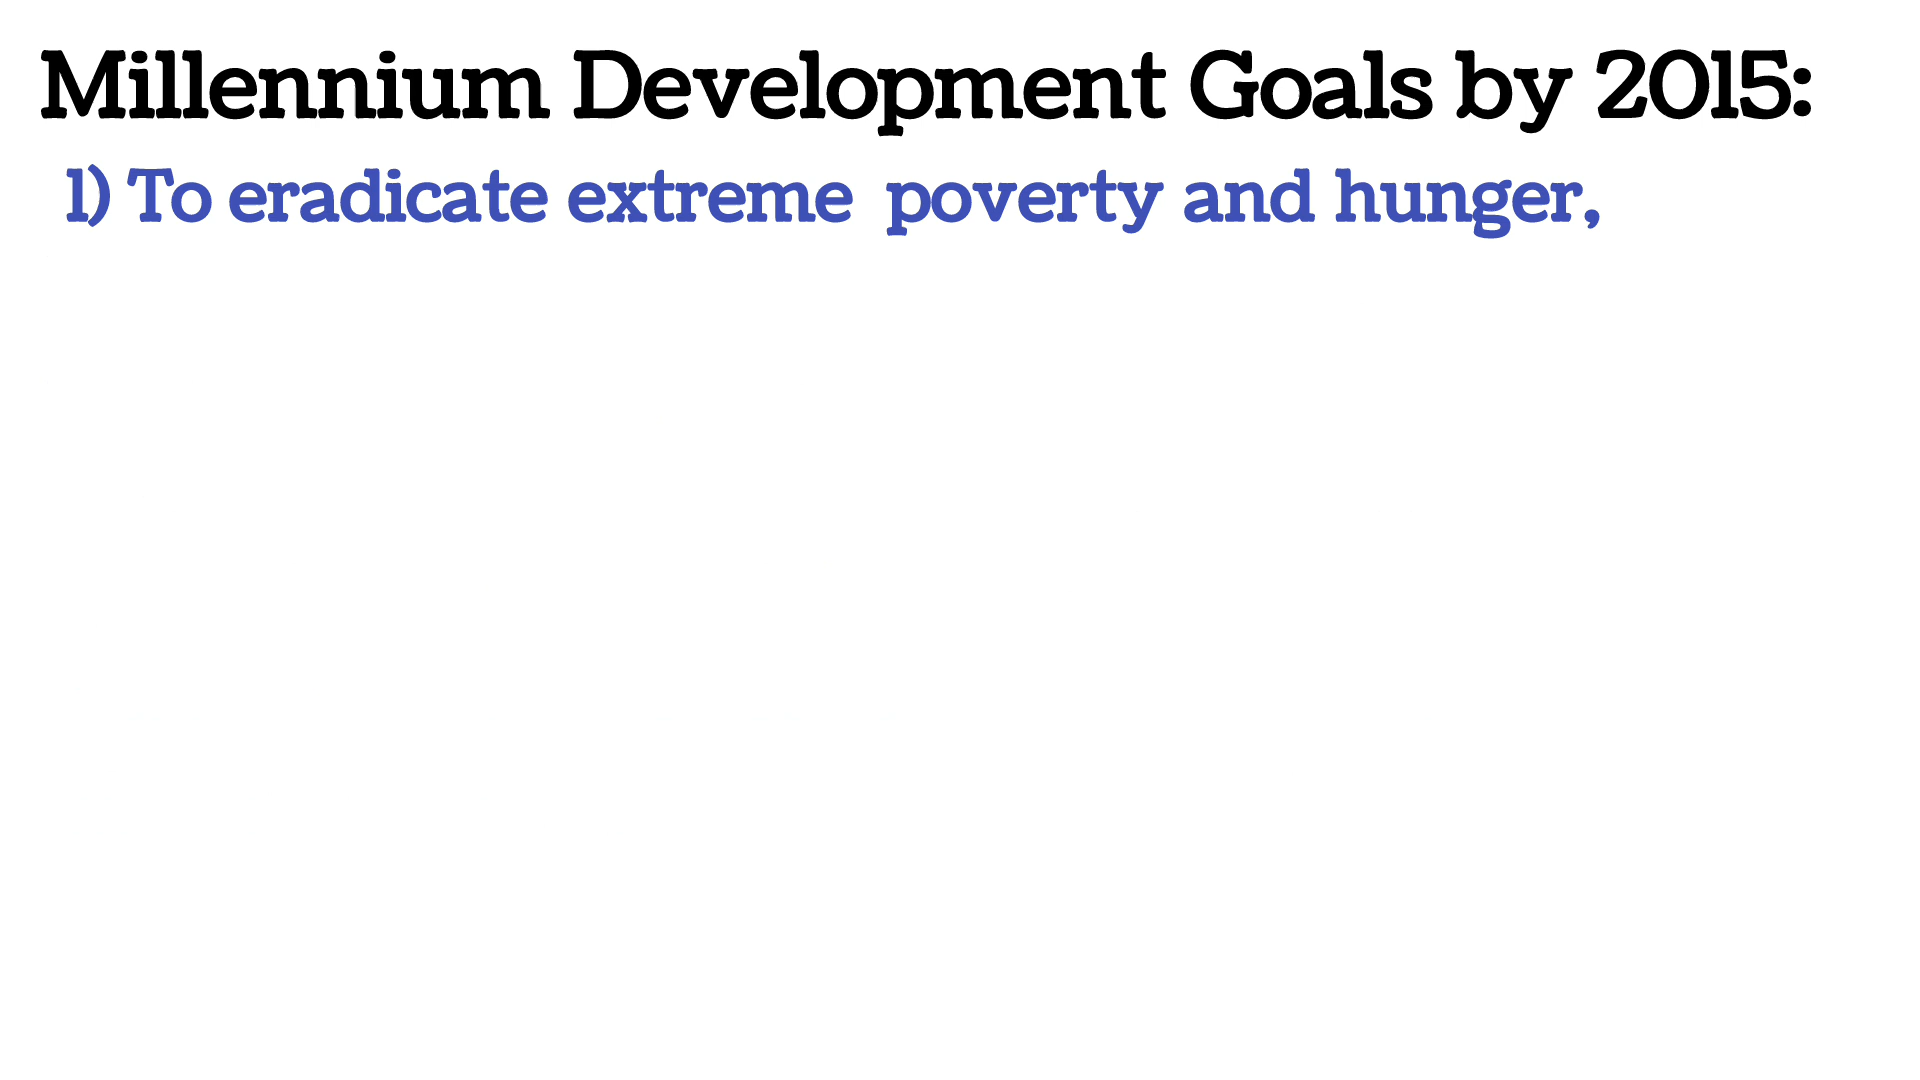 Millennium Development Goals by 2015:
1) To eradicate extreme poverty and hunger,